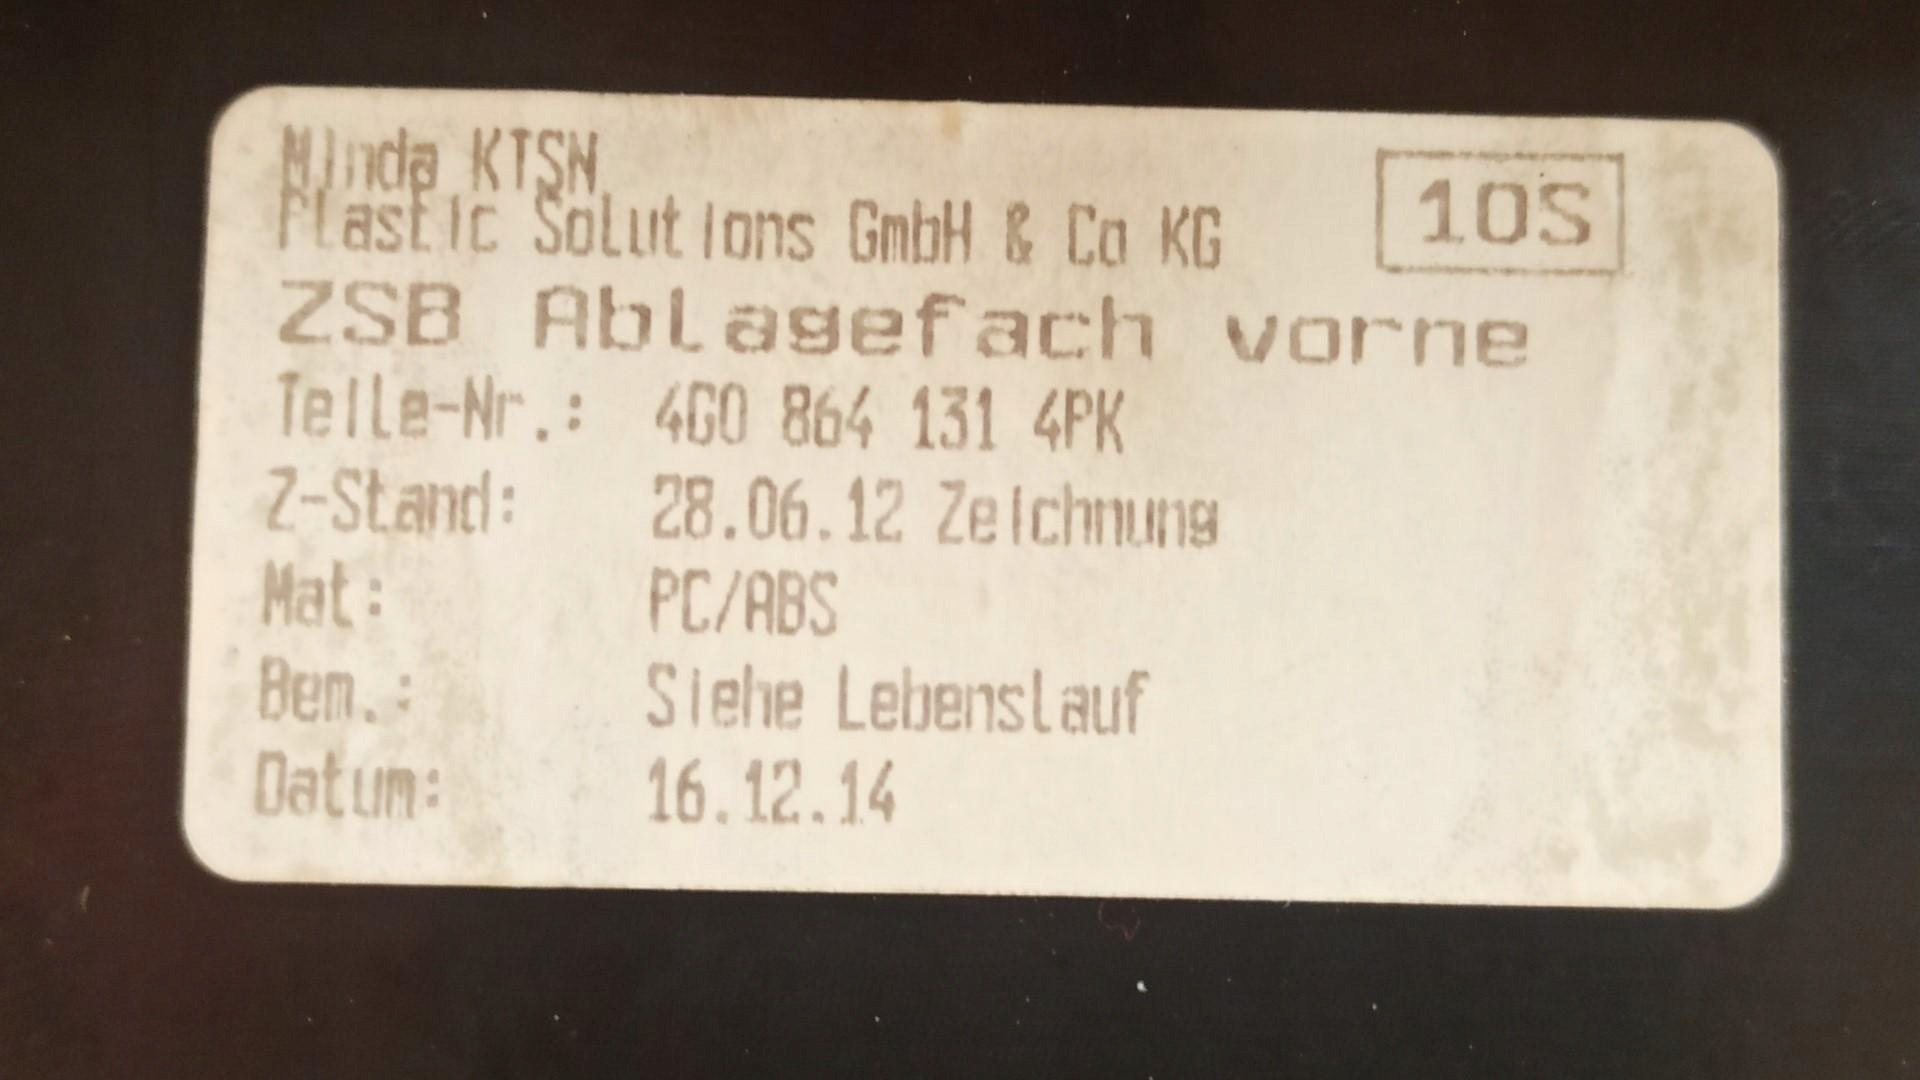 Minda KTSN
Plastic Solutions GmbH & Co KG
10S
ZSB Ablagefach vorne
Teile-Nr.: 4G0 864 131 4PK
Z-Stand: 28.06.12 Zeichnung
Mat: PC/ABS
Bem.: Siehe Lebenslauf
Datum: 16.12.14